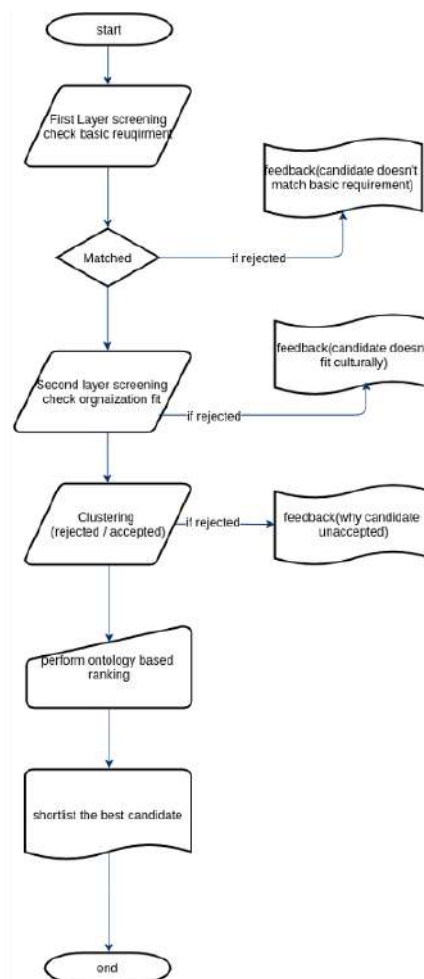 start
First Layer screening
check basic reuqirment
feedback(candidate doesn't
match basic requirement)
Matched
if rejected
feedback(candidate doesn
fit culturally)
Second layer screening
check orgnaization fit
if rejected
Clustering
(rejected / accepted)
if rejected
feedback(why candidate
unaccepted)
perform ontology based
ranking
shortlist the best candidate
end